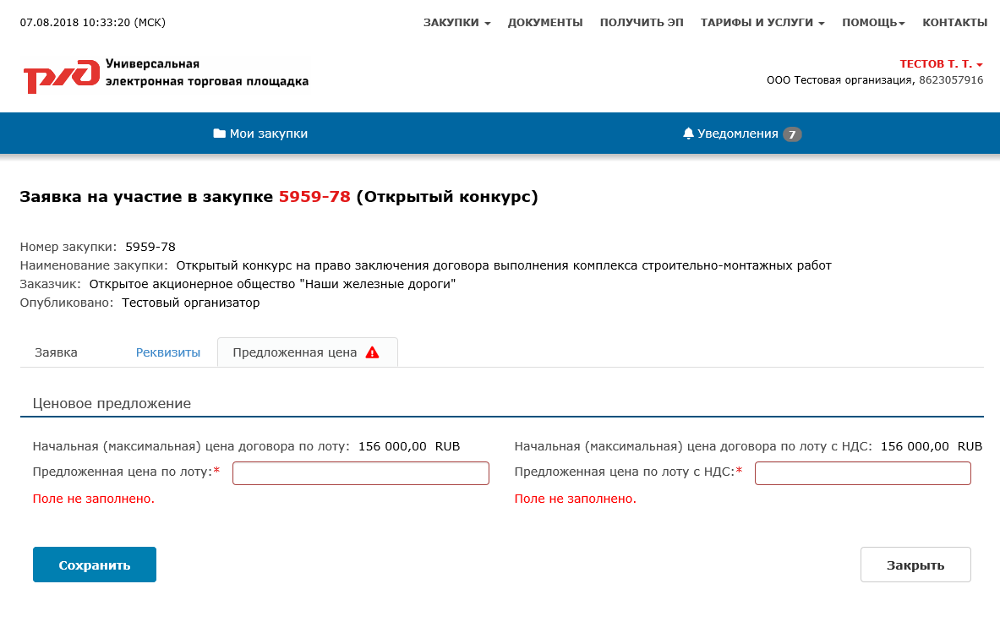 07.08.2018 10:33:20 (МСК) ЗАКУПКИ ДОКУМЕНТЫ ПОЛУЧИТЬ ЭП ТАРИФЫ И УСЛУГИ ПОМОЩЬ КОНТАКТЫ
Универсальная
электронная торговая площадка
ТЕСТОВ Т. Т.
ООО Тестовая организация, 8623057916
Мои закупки Уведомления 7
Заявка на участие в закупке 5959-78 (Открытый конкурс)
Номер закупки: 5959-78
Наименование закупки: Открытый конкурс на право заключения договора выполнения комплекса строительно-монтажных работ
Заказчик: Открытое акционерное общество "Наши железные дороги"
Опубликовано: Тестовый организатор
Заявка Реквизиты Предложенная цена
Ценовое предложение
Начальная (максимальная) цена договора по лоту: 156 000,00 RUB Начальная (максимальная) цена договора по лоту с НДС: 156 000,00 RUB
Предложенная цена по лоту:* Предложенная цена по лоту с НДС:*
Поле не заполнено. Поле не заполнено.
Сохранить Закрыть